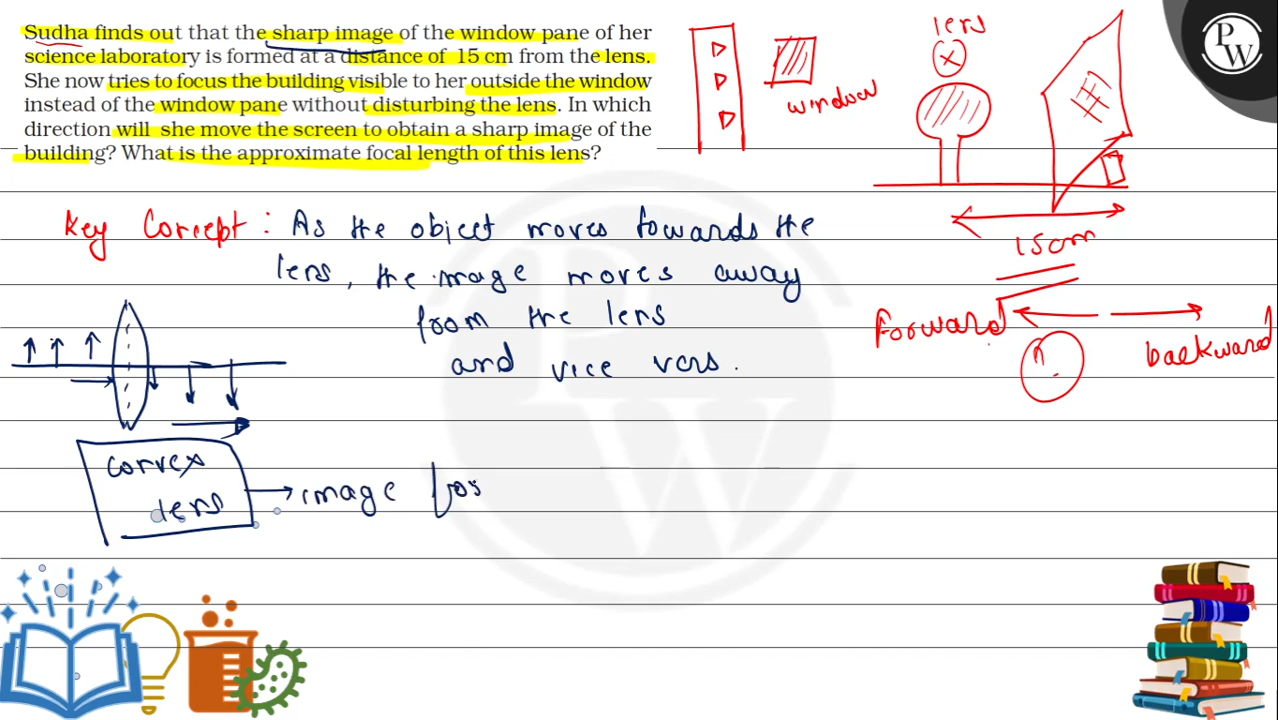 Sudha finds out that the sharp image of the window pane of her
science laboratory is formed at a distance of 15 cm from the lens.
She now tries to focus the building visible to her outside the window
instead of the window pane without disturbing the lens. In which
direction will she move the screen to obtain a sharp image of the
building? What is the approximate focal length of this lens?
lens
window
15cm
forward
backward
Key Concept: As the object moves towards the
lens, the image moves away
from the lens
and vice vers.
convex
lens
image
PW